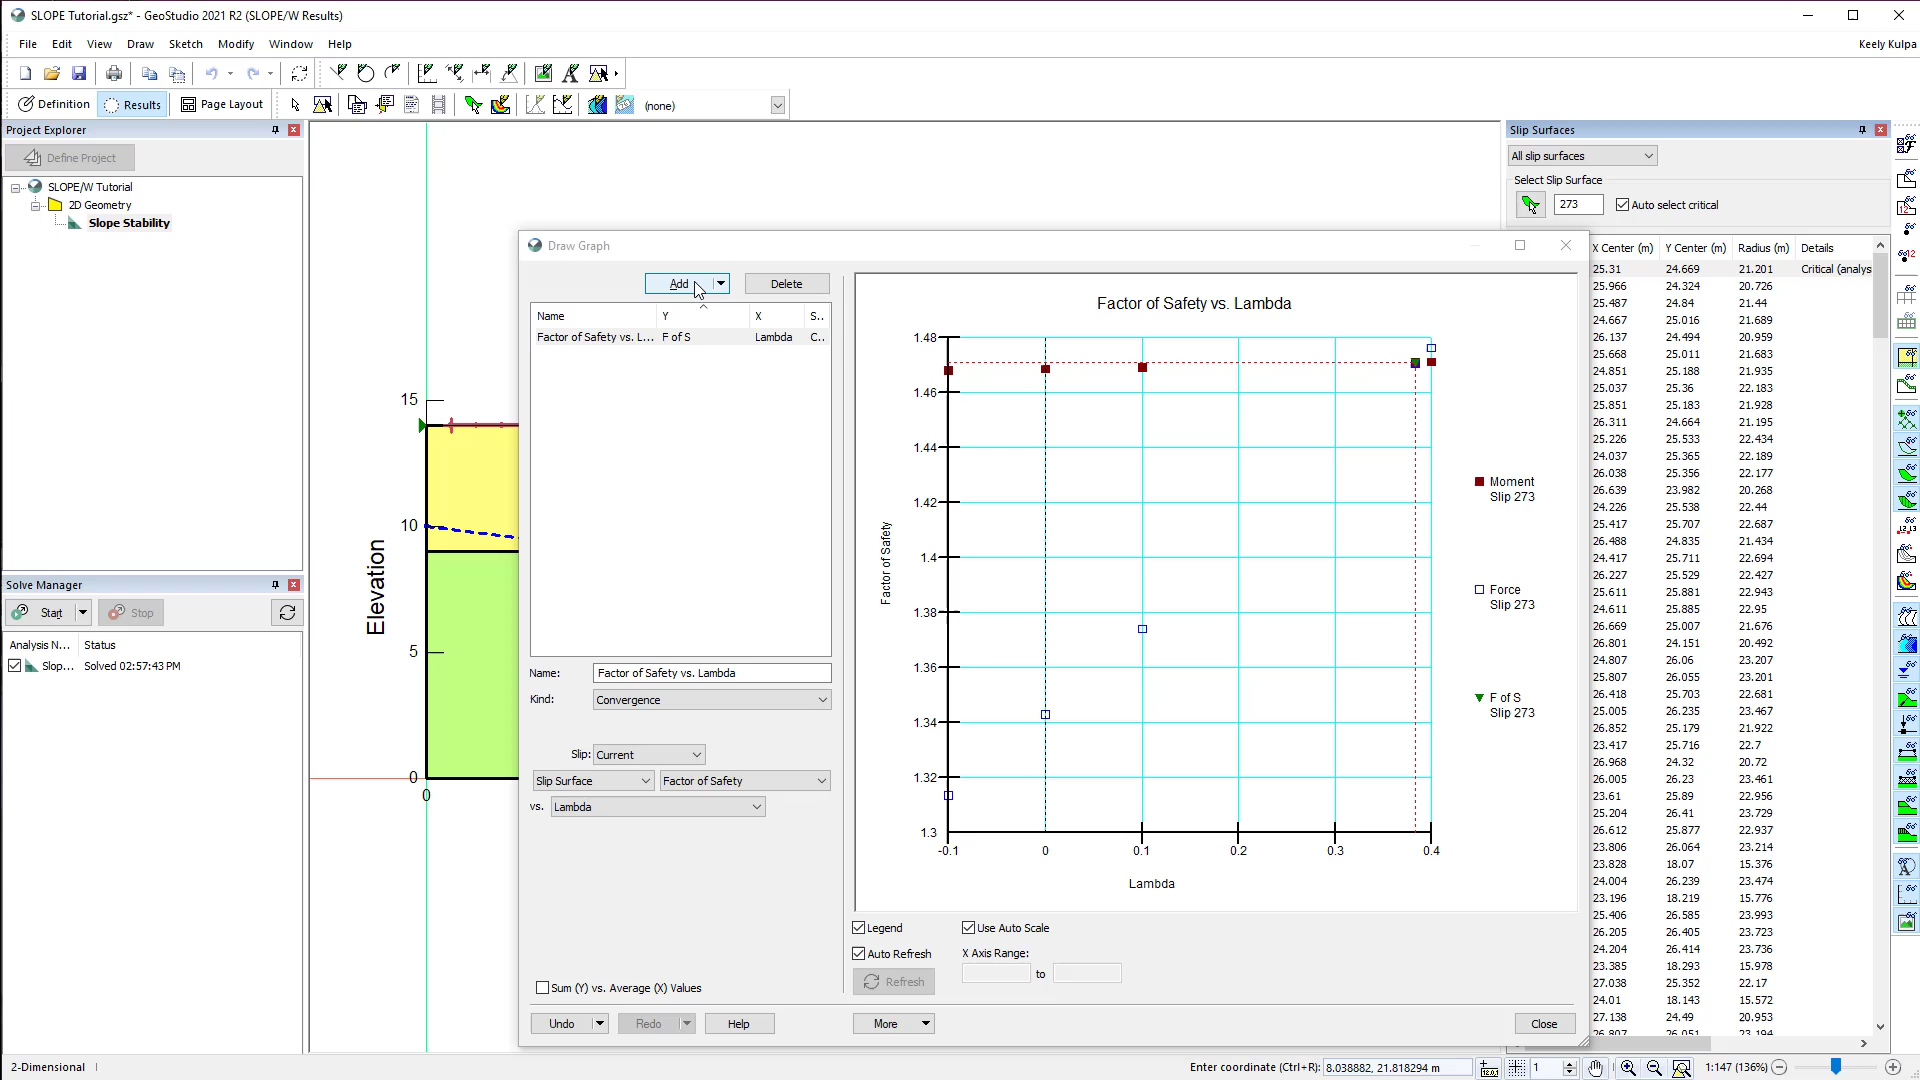 SLOPE Tutorial.gsz* - GeoStudio 2021 R2 (SLOPE/W Results)
File Edit View Draw Sketch Modify Window Help
Keely Kulpa
Definition Results Page Layout (none)
Project Explorer
Define Project
SLOPE/W Tutorial
2D Geometry
Slope Stability
Solve Manager
Start Stop
Analysis N... Status
Slop... Solved 02:57:43 PM
15
10
5
0
0
Elevation
Draw Graph
Add Delete
Name Y X S..
Factor of Safety vs. L... F of S Lambda C..
Name: Factor of Safety vs. Lambda
Kind: Convergence
Slip: Current
Slip Surface Factor of Safety
vs. Lambda
Sum (Y) vs. Average (X) Values
Undo Redo Help
Factor of Safety vs. Lambda
1.48
1.46
1.44
1.42
1.4
1.38
1.36
1.34
1.32
1.3
-0.1 0 0.1 0.2 0.3 0.4
Factor of Safety
Lambda
Moment
Slip 273
Force
Slip 273
F of S
Slip 273
Legend Use Auto Scale
Auto Refresh X Axis Range:
Refresh to
More Close
Slip Surfaces
All slip surfaces
Select Slip Surface
273 Auto select critical
X Center (m) Y Center (m) Radius (m) Details
25.31 24.669 21.201 Critical (analys
25.966 24.324 20.726
25.487 24.84 21.44
24.667 25.016 21.689
26.137 24.494 20.959
25.668 25.011 21.683
24.851 25.188 21.935
25.037 25.36 22.183
25.851 25.183 21.928
26.311 24.664 21.195
25.226 25.533 22.434
24.037 25.365 22.189
26.038 25.356 22.177
26.639 23.982 20.268
24.226 25.538 22.44
25.417 25.707 22.687
26.488 24.835 21.434
24.417 25.711 22.693
26.227 25.529 22.427
25.611 25.881 22.943
24.611 25.885 22.95
26.669 25.007 21.676
26.801 24.151 20.492
24.807 26.06 23.207
25.807 26.055 23.201
26.418 25.703 22.681
25.005 26.235 23.467
26.852 25.179 21.922
23.417 25.716 22.7
26.968 24.32 20.72
26.005 26.23 23.461
23.61 25.89 22.956
25.204 26.41 23.729
26.612 25.877 22.937
23.806 26.064 23.214
23.828 18.07 15.376
24.004 26.239 23.474
23.196 18.219 15.776
25.406 26.585 23.993
26.205 26.405 23.723
24.204 26.414 23.736
23.385 18.293 15.978
27.038 25.352 22.17
24.01 18.143 15.572
27.138 24.49 20.953
26.807 26.051 23.194
2-Dimensional
Enter coordinate (Ctrl+R): 8.038882, 21.818294 m 1 1:147 (136%)